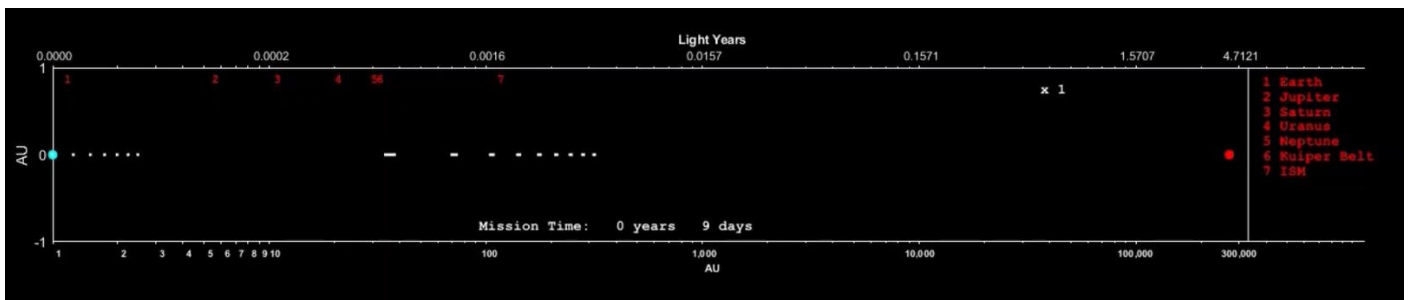 Light Years
0.0000 0.0002 0.0016 0.0157 0.1571 1.5707 4.7121
1
1 2 3 4 56 7
x 1
1 Earth
2 Jupiter
3 Saturn
4 Uranus
5 Neptune
6 Kuiper Belt
7 ISM
AU
0
Mission Time: 0 years 9 days
-1
1 2 3 4 5 6 7 8 9 10 100 1,000 10,000 100,000 300,000
AU